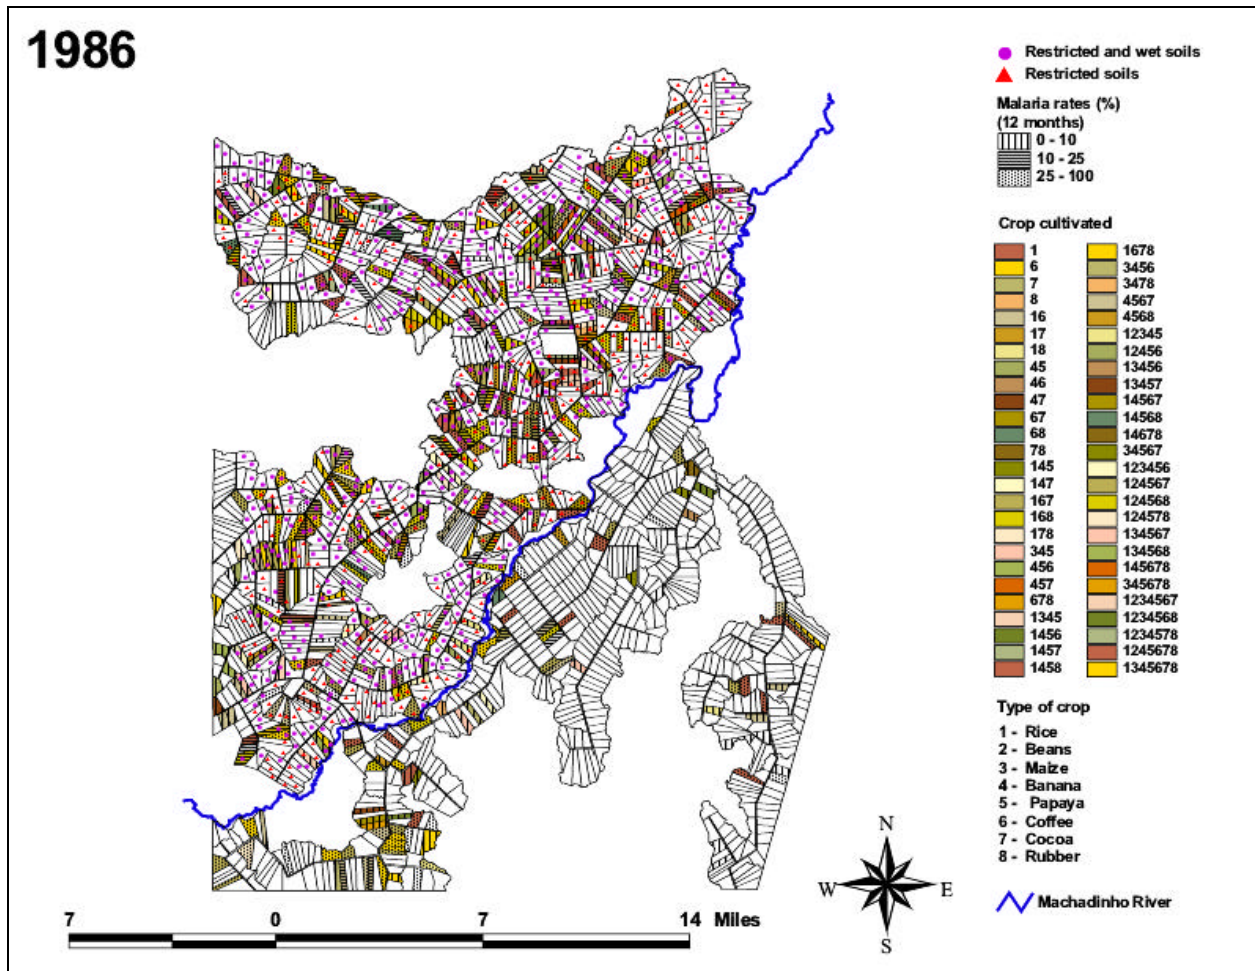 1986
Restricted and wet soils
Restricted soils
Malaria rates (%)
(12 months)
0 - 10
10 - 25
25 - 100
Crop cultivated
1
6
7
8
16
17
18
45
46
47
67
68
78
145
147
167
168
178
345
456
457
678
1345
1456
1457
1458
1678
3456
3478
4567
4568
12345
12456
13456
13457
14567
14568
14678
34567
123456
124567
124568
124578
134567
134568
145678
345678
1234567
1234568
1234578
1245678
1345678
Type of crop
1 - Rice
2 - Beans
3 - Maize
4 - Banana
5 - Papaya
6 - Coffee
7 - Cocoa
8 - Rubber
Machadinho River
N
W E
S
7 0 7 14 Miles